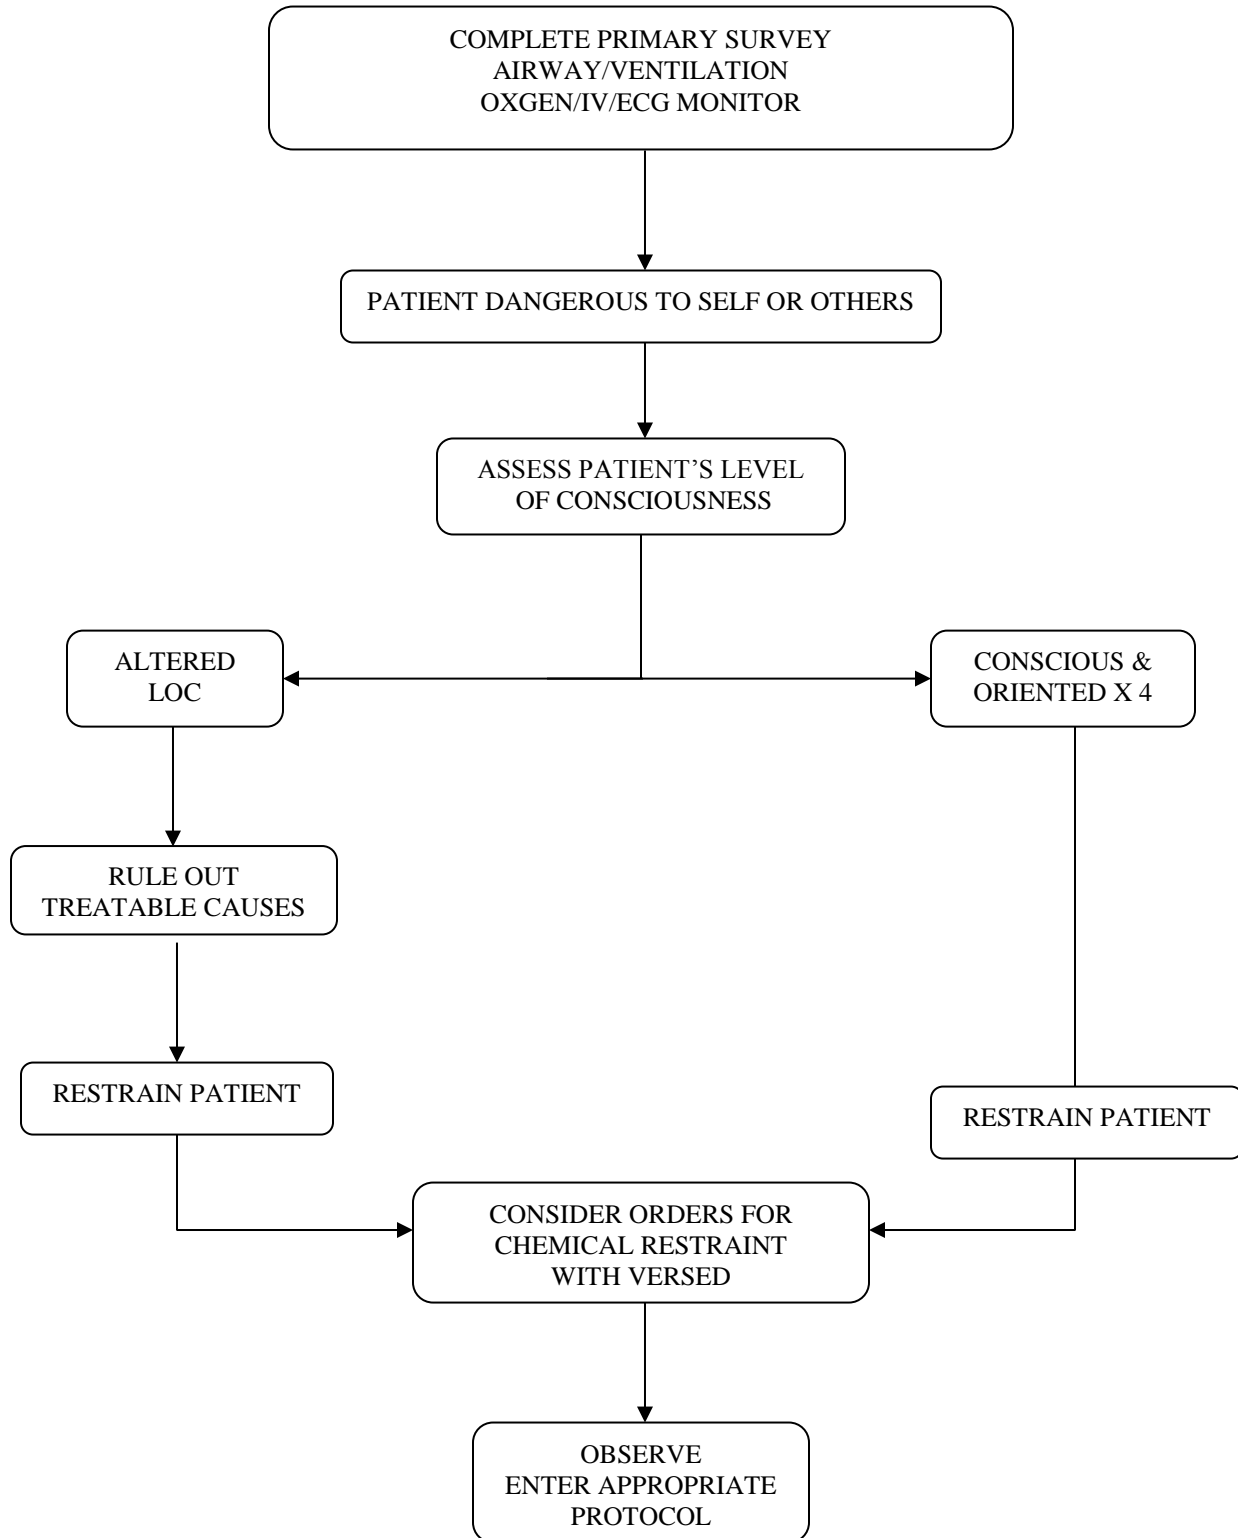 COMPLETE PRIMARY SURVEY
AIRWAY/VENTILATION
OXGEN/IV/ECG MONITOR
PATIENT DANGEROUS TO SELF OR OTHERS
ASSESS PATIENT’S LEVEL
OF CONSCIOUSNESS
ALTERED
LOC
CONSCIOUS &
ORIENTED X 4
RULE OUT
TREATABLE CAUSES
RESTRAIN PATIENT
RESTRAIN PATIENT
CONSIDER ORDERS FOR
CHEMICAL RESTRAINT
WITH VERSED
OBSERVE
ENTER APPROPRIATE
PROTOCOL